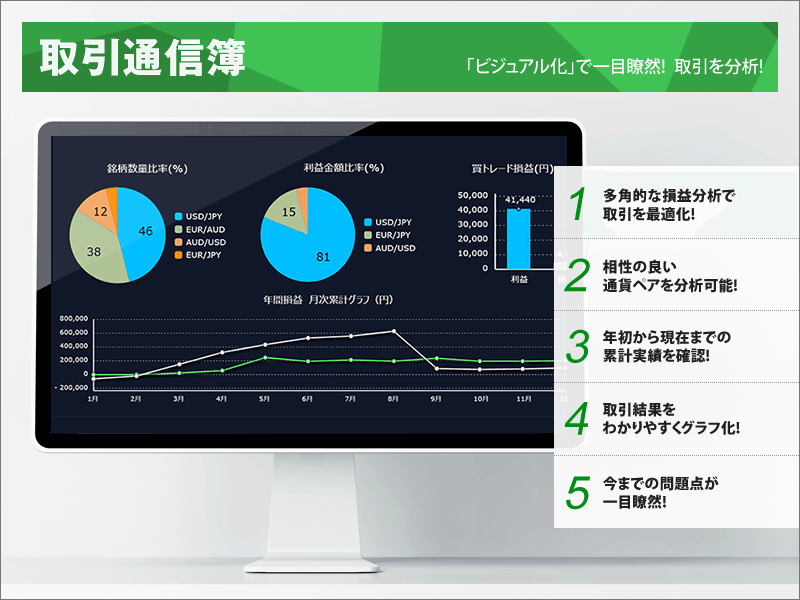 取引通信簿
「ビジュアル化」で一目瞭然! 取引を分析!
銘柄数量比率(%)
46
38
12
USD/JPY
EUR/AUD
AUD/USD
EUR/JPY
利益金額比率(%)
15
81
USD/JPY
EUR/JPY
AUD/USD
買トレード損益(円)
50,000
40,000
30,000
20,000
10,000
0
41,440
利益
年間損益 月次累計グラフ (円)
800,000
600,000
400,000
200,000
0
- 200,000
1月 2月 3月 4月 5月 6月 7月 8月 9月 10月 11月
1 多角的な損益分析で
取引を最適化!
2 相性の良い
通貨ペアを分析可能!
3 年初から現在までの
累計実績を確認!
4 取引結果を
わかりやすくグラフ化!
5 今までの問題点が
一目瞭然!